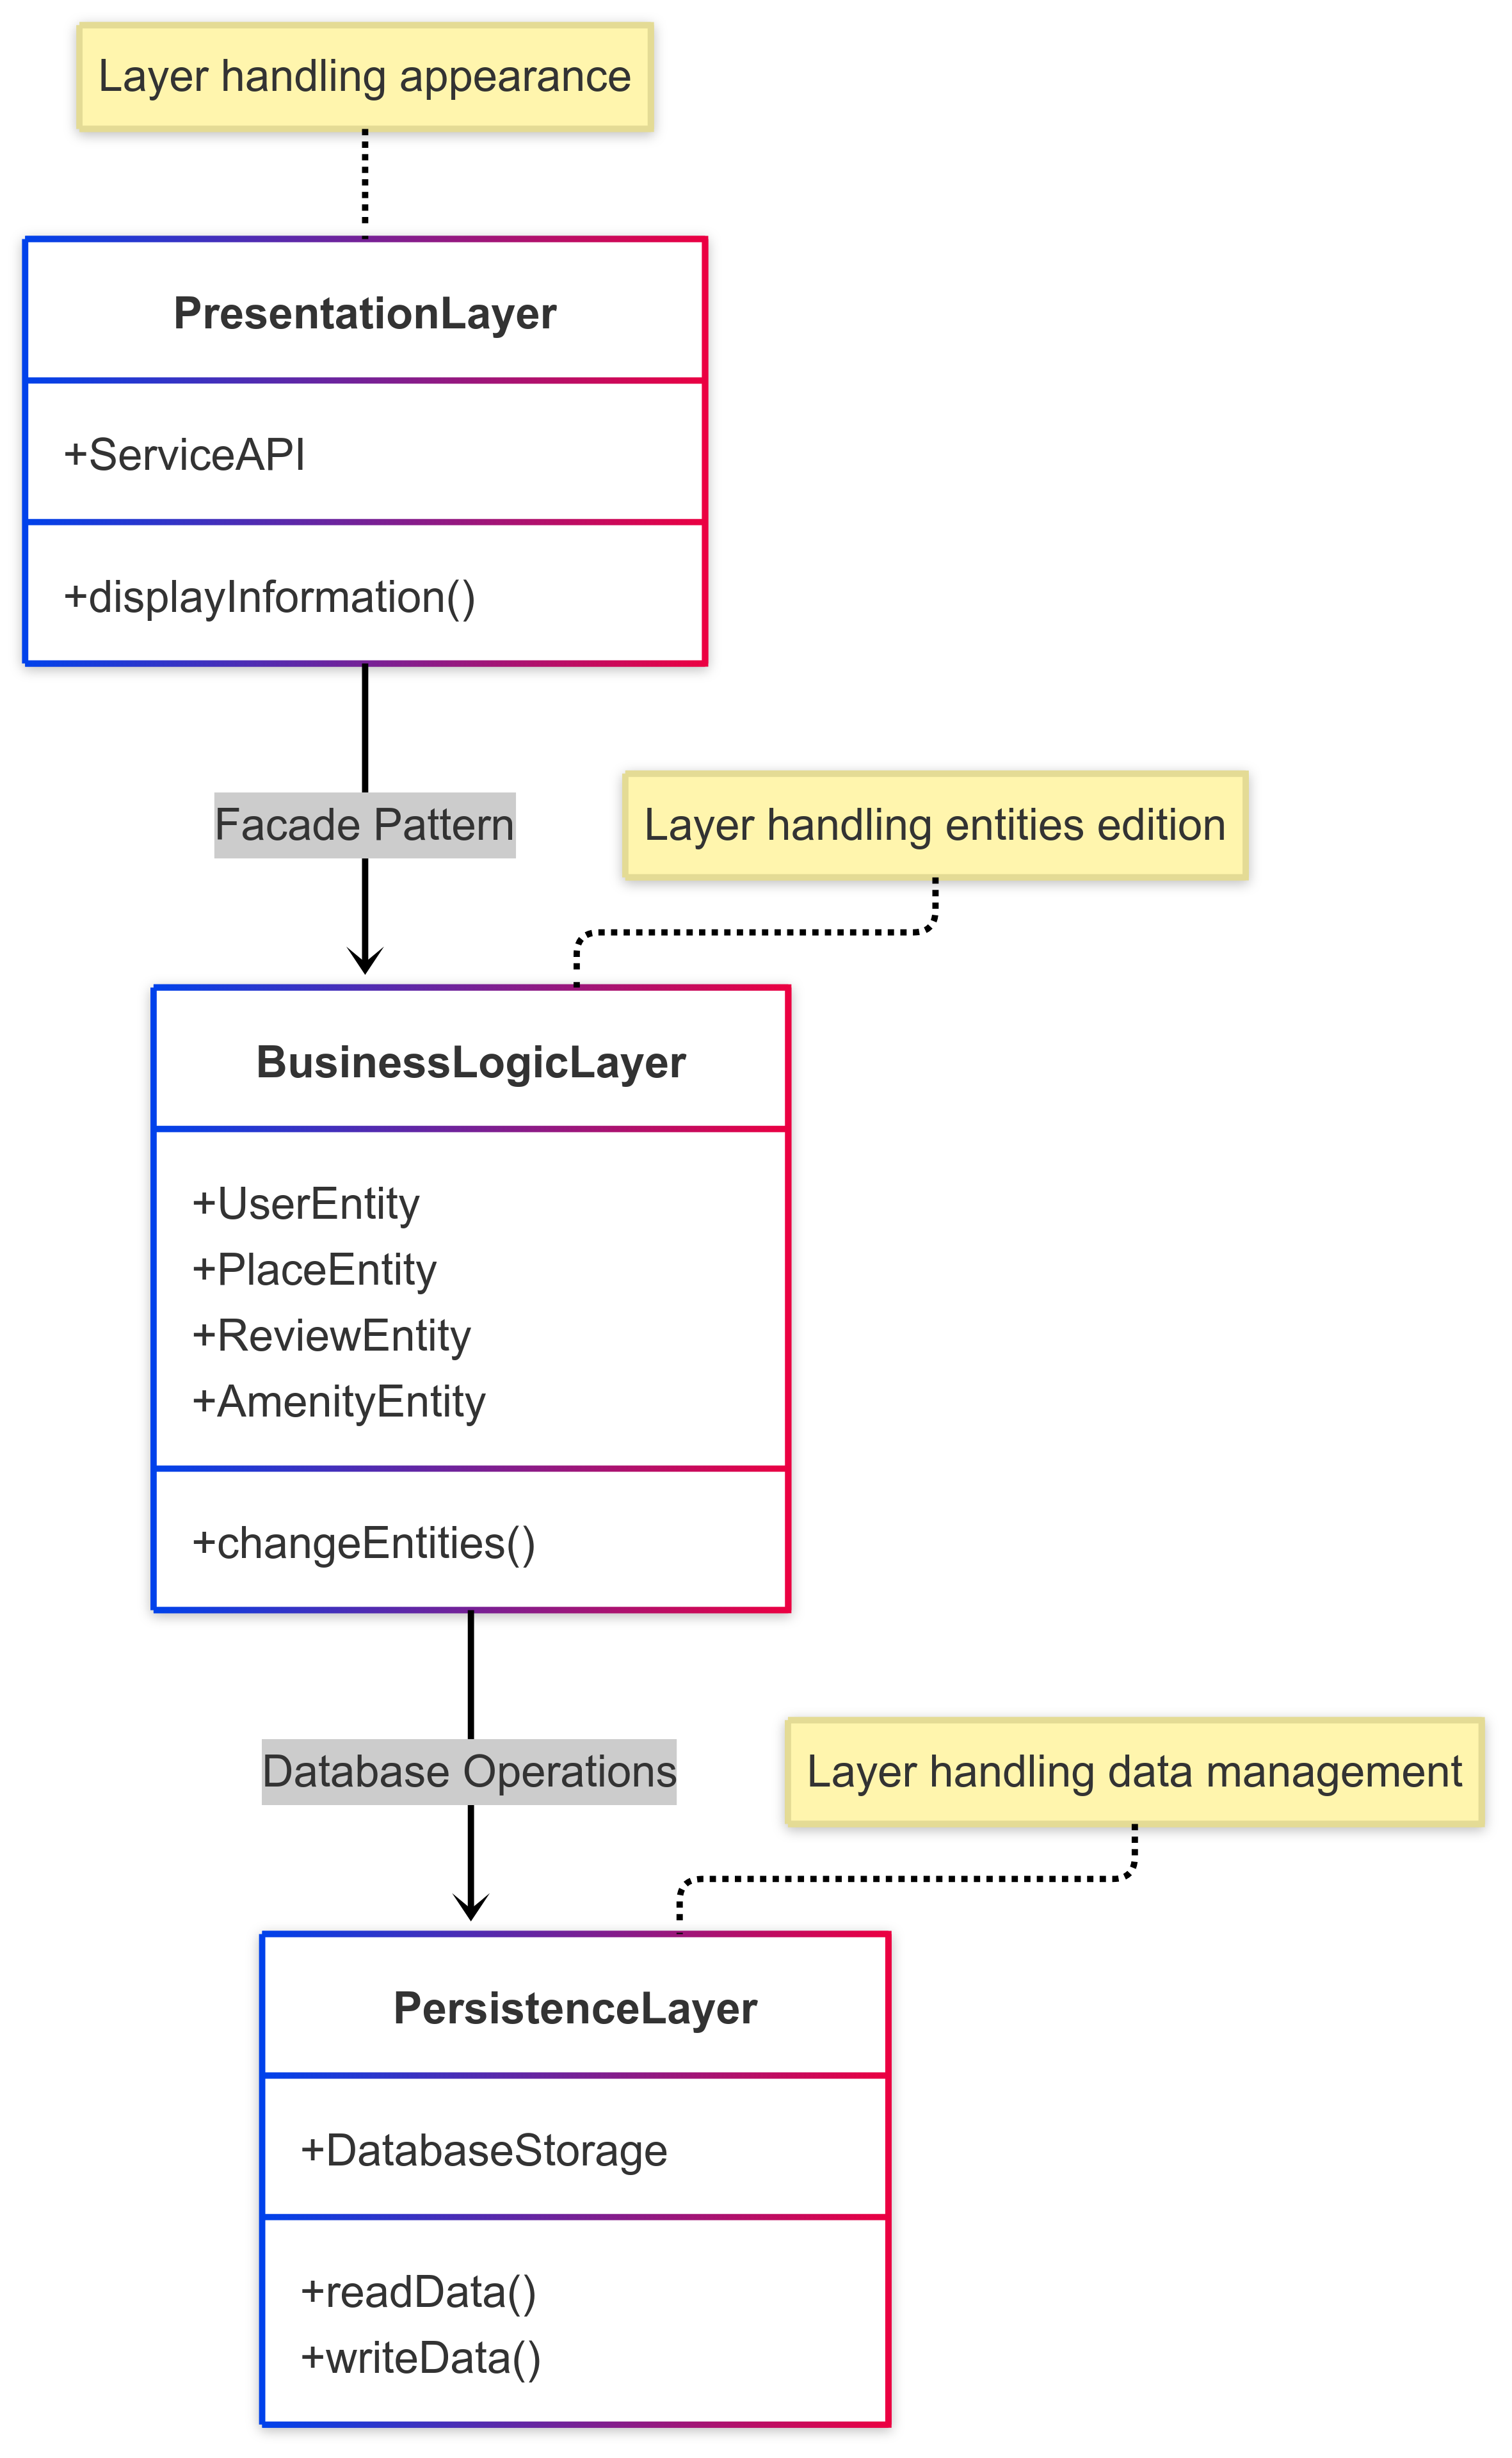 Layer handling appearance
PresentationLayer
+ServiceAPI
+displayInformation()
Facade Pattern
Layer handling entities edition
BusinessLogicLayer
+UserEntity
+PlaceEntity
+ReviewEntity
+AmenityEntity
+changeEntities()
Database Operations
Layer handling data management
PersistenceLayer
+DatabaseStorage
+readData()
+writeData()